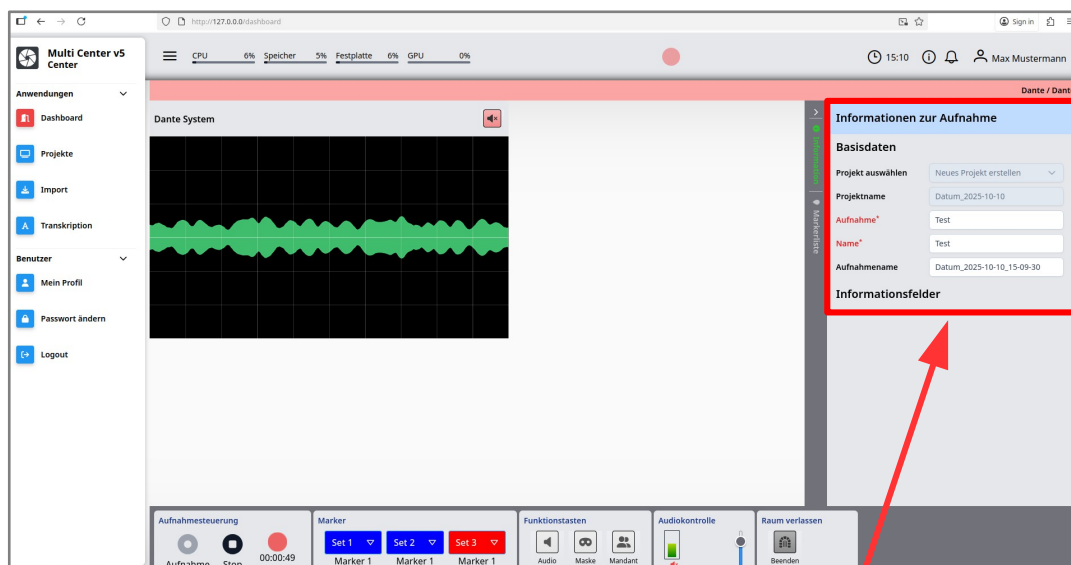 http://127.0.0.0/dashboard
Sign in
Multi Center v5
Center
CPU 6% Speicher 5% Festplatte 6% GPU 0%
15:10
Max Mustermann
Anwendungen
Dashboard
Projekte
Import
A Transkription
Benutzer
Mein Profil
Passwort ändern
Logout
Dante / Dante
Dante System
Information
Markerliste
Informationen zur Aufnahme
Basisdaten
Projekt auswählen Neues Projekt erstellen
Projektname Datum_2025-10-10
Aufnahme* Test
Name* Test
Aufnahmename Datum_2025-10-10_15-09-30
Informationsfelder
Aufnahmesteuerung
Aufnahme Stop 00:00:49
Marker
Set 1 Set 2 Set 3
Marker 1 Marker 1 Marker 1
Funktionstasten
Audio Maske Mandant
Audiokontrolle
Raum verlassen
Beenden